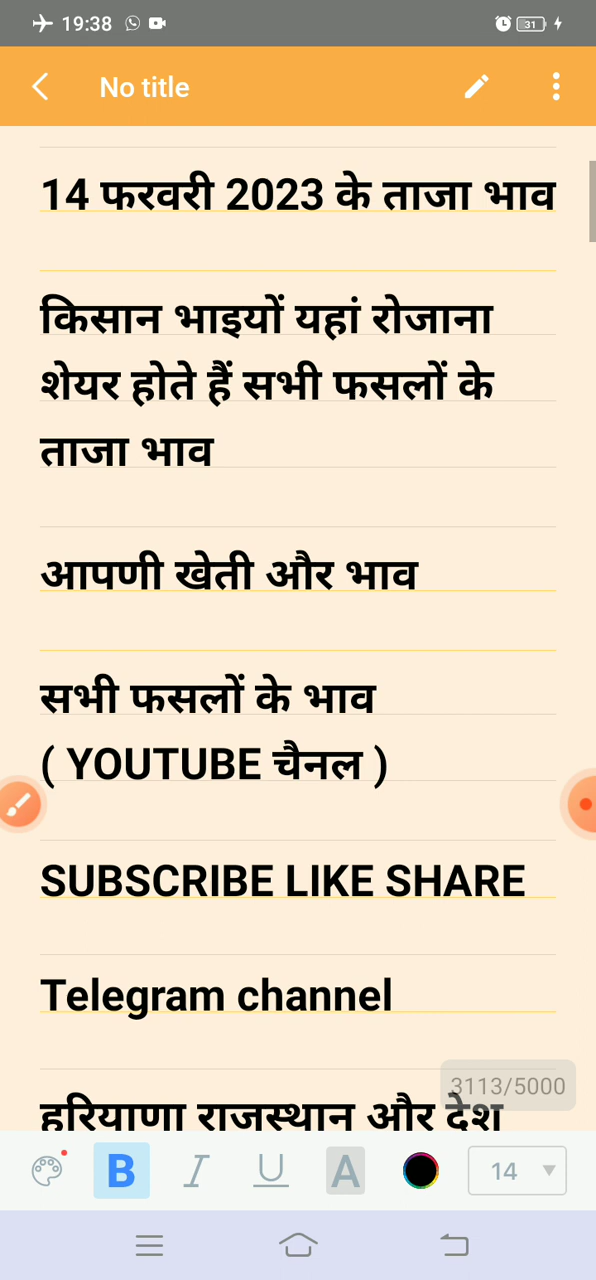 19:38
31
No title
14 फरवरी 2023 के ताजा भाव
किसान भाइयों यहां रोजाना
शेयर होते हैं सभी फसलों के
ताजा भाव
आपणी खेती और भाव
सभी फसलों के भाव
( YOUTUBE चैनल )
SUBSCRIBE LIKE SHARE
Telegram channel
3113/5000
हरियाणा राजस्थान और देश
B I U A 14